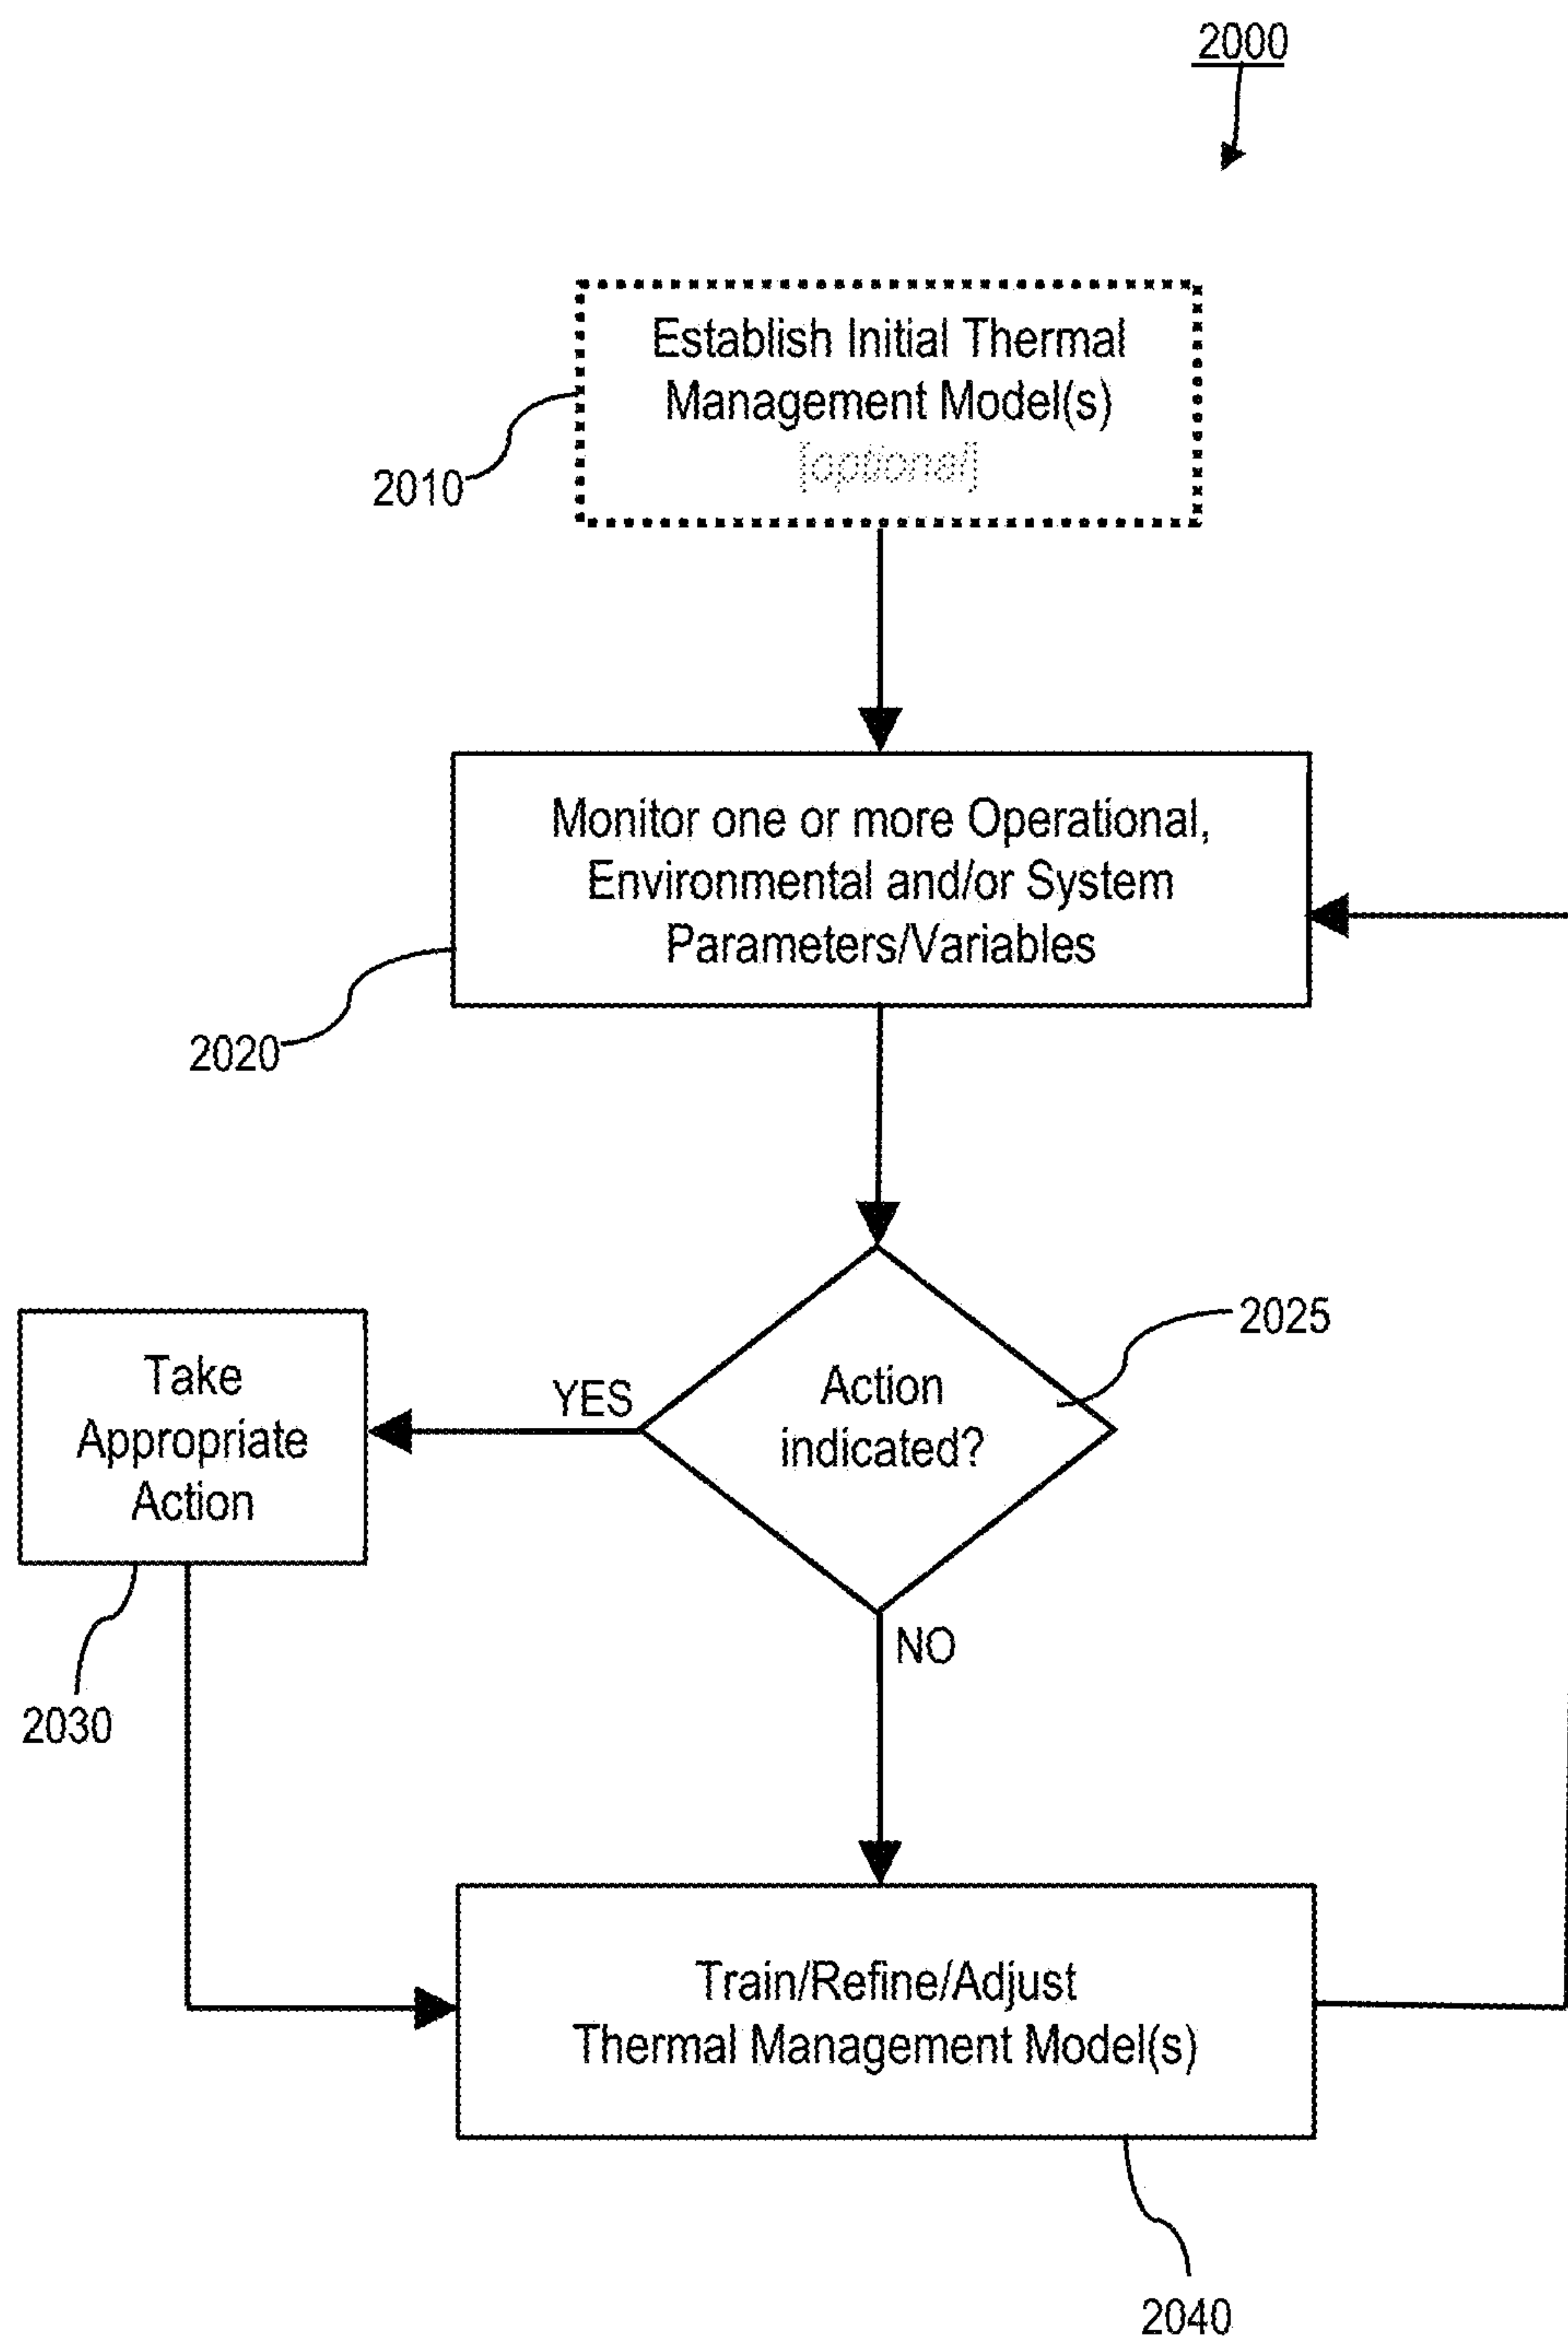 2000
Establish Initial Thermal
Management Model(s)
[optional]
2010
Monitor one or more Operational,
Environmental and/or System
Parameters/Variables
2020
2025
Action
indicated?
YES
Take
Appropriate
Action
NO
2030
Train/Refine/Adjust
Thermal Management Model(s)
2040